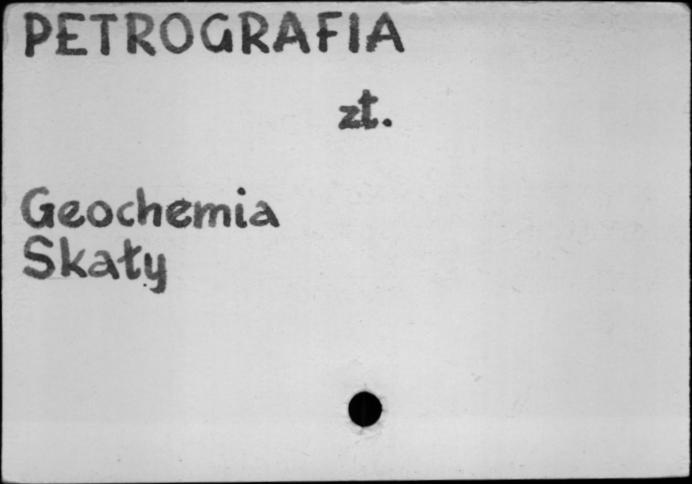 PETROGRAFIA
zt.
Geochemia
Skały